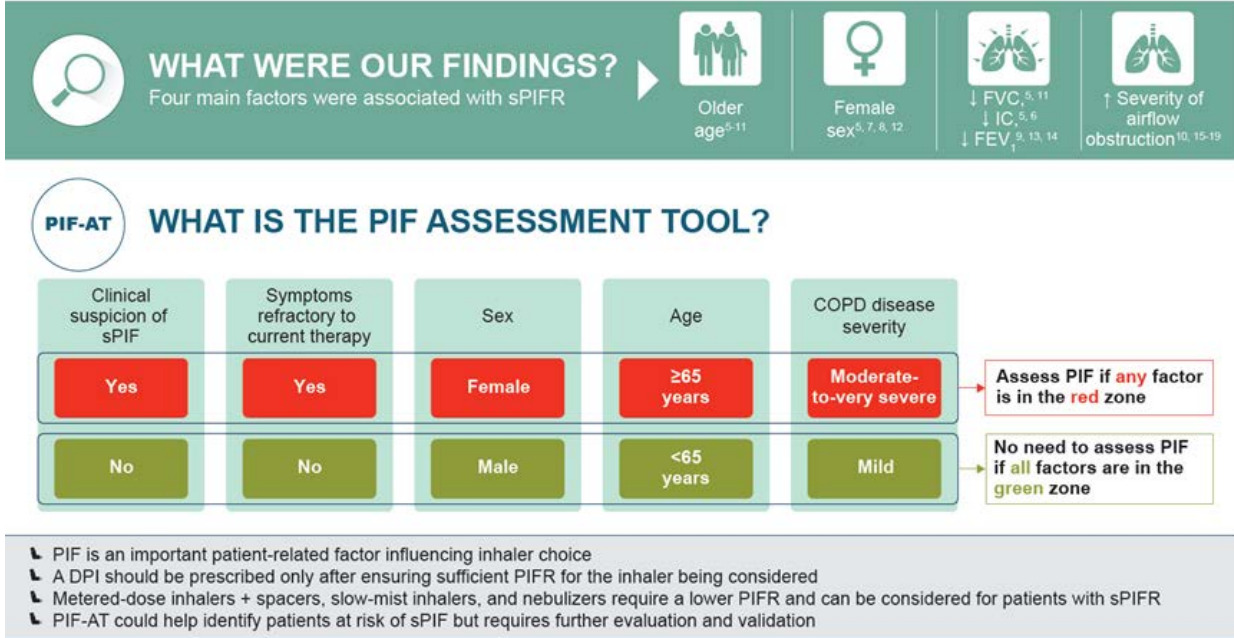 WHAT WERE OUR FINDINGS?
Four main factors were associated with sPIFR
Older
age5-11
Female
sex5, 7, 8, 12
↓ FVC,5, 11
↓ IC,5, 6
↓ FEV1 9, 13, 14
↑ Severity of
airflow
obstruction10, 15-19
PIF-AT
WHAT IS THE PIF ASSESSMENT TOOL?
Clinical
suspicion of
sPIF
Symptoms
refractory to
current therapy
Sex
Age
COPD disease
severity
Yes
Yes
Female
≥65
years
Moderate-
to-very severe
Assess PIF if any factor
is in the red zone
No
No
Male
<65
years
Mild
No need to assess PIF
if all factors are in the
green zone
PIF is an important patient-related factor influencing inhaler choice
A DPI should be prescribed only after ensuring sufficient PIFR for the inhaler being considered
Metered-dose inhalers + spacers, slow-mist inhalers, and nebulizers require a lower PIFR and can be considered for patients with sPIFR
PIF-AT could help identify patients at risk of sPIF but requires further evaluation and validation